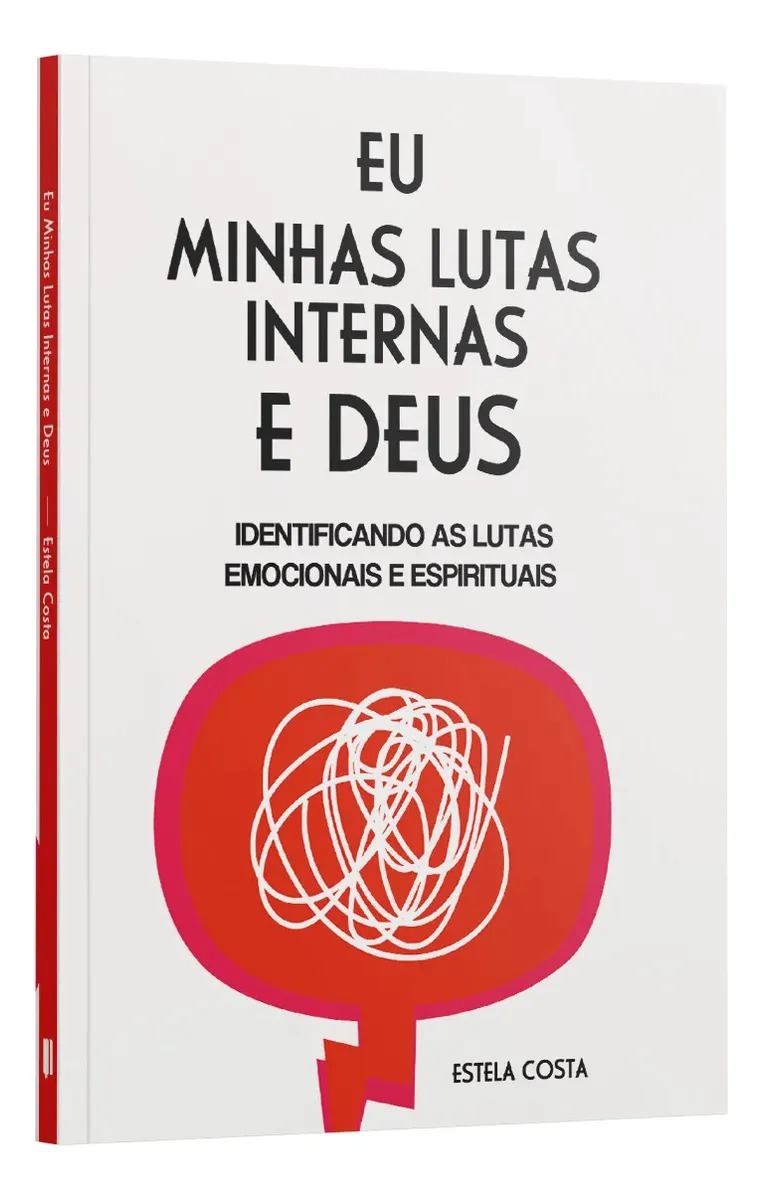 EU
MINHAS LUTAS
INTERNAS
E DEUS
IDENTIFICANDO AS LUTAS
EMOCIONAIS E ESPIRITUAIS
ESTELA COSTA
Eu Minhas Lutas Internas e Deus — Estela Costa